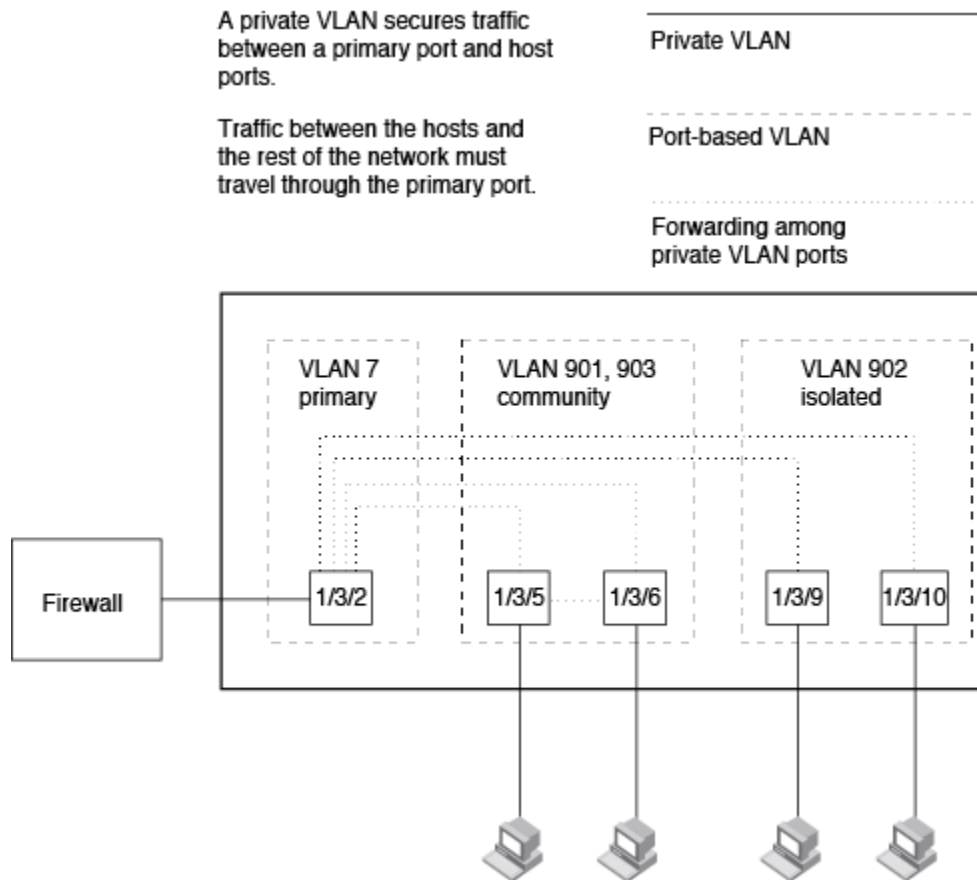 A private VLAN secures traffic
between a primary port and host
ports.
Traffic between the hosts and
the rest of the network must
travel through the primary port.
Private VLAN
Port-based VLAN
Forwarding among
private VLAN ports
VLAN 7
primary
VLAN 901, 903
community
VLAN 902
isolated
Firewall
1/3/2
1/3/5
1/3/6
1/3/9
1/3/10